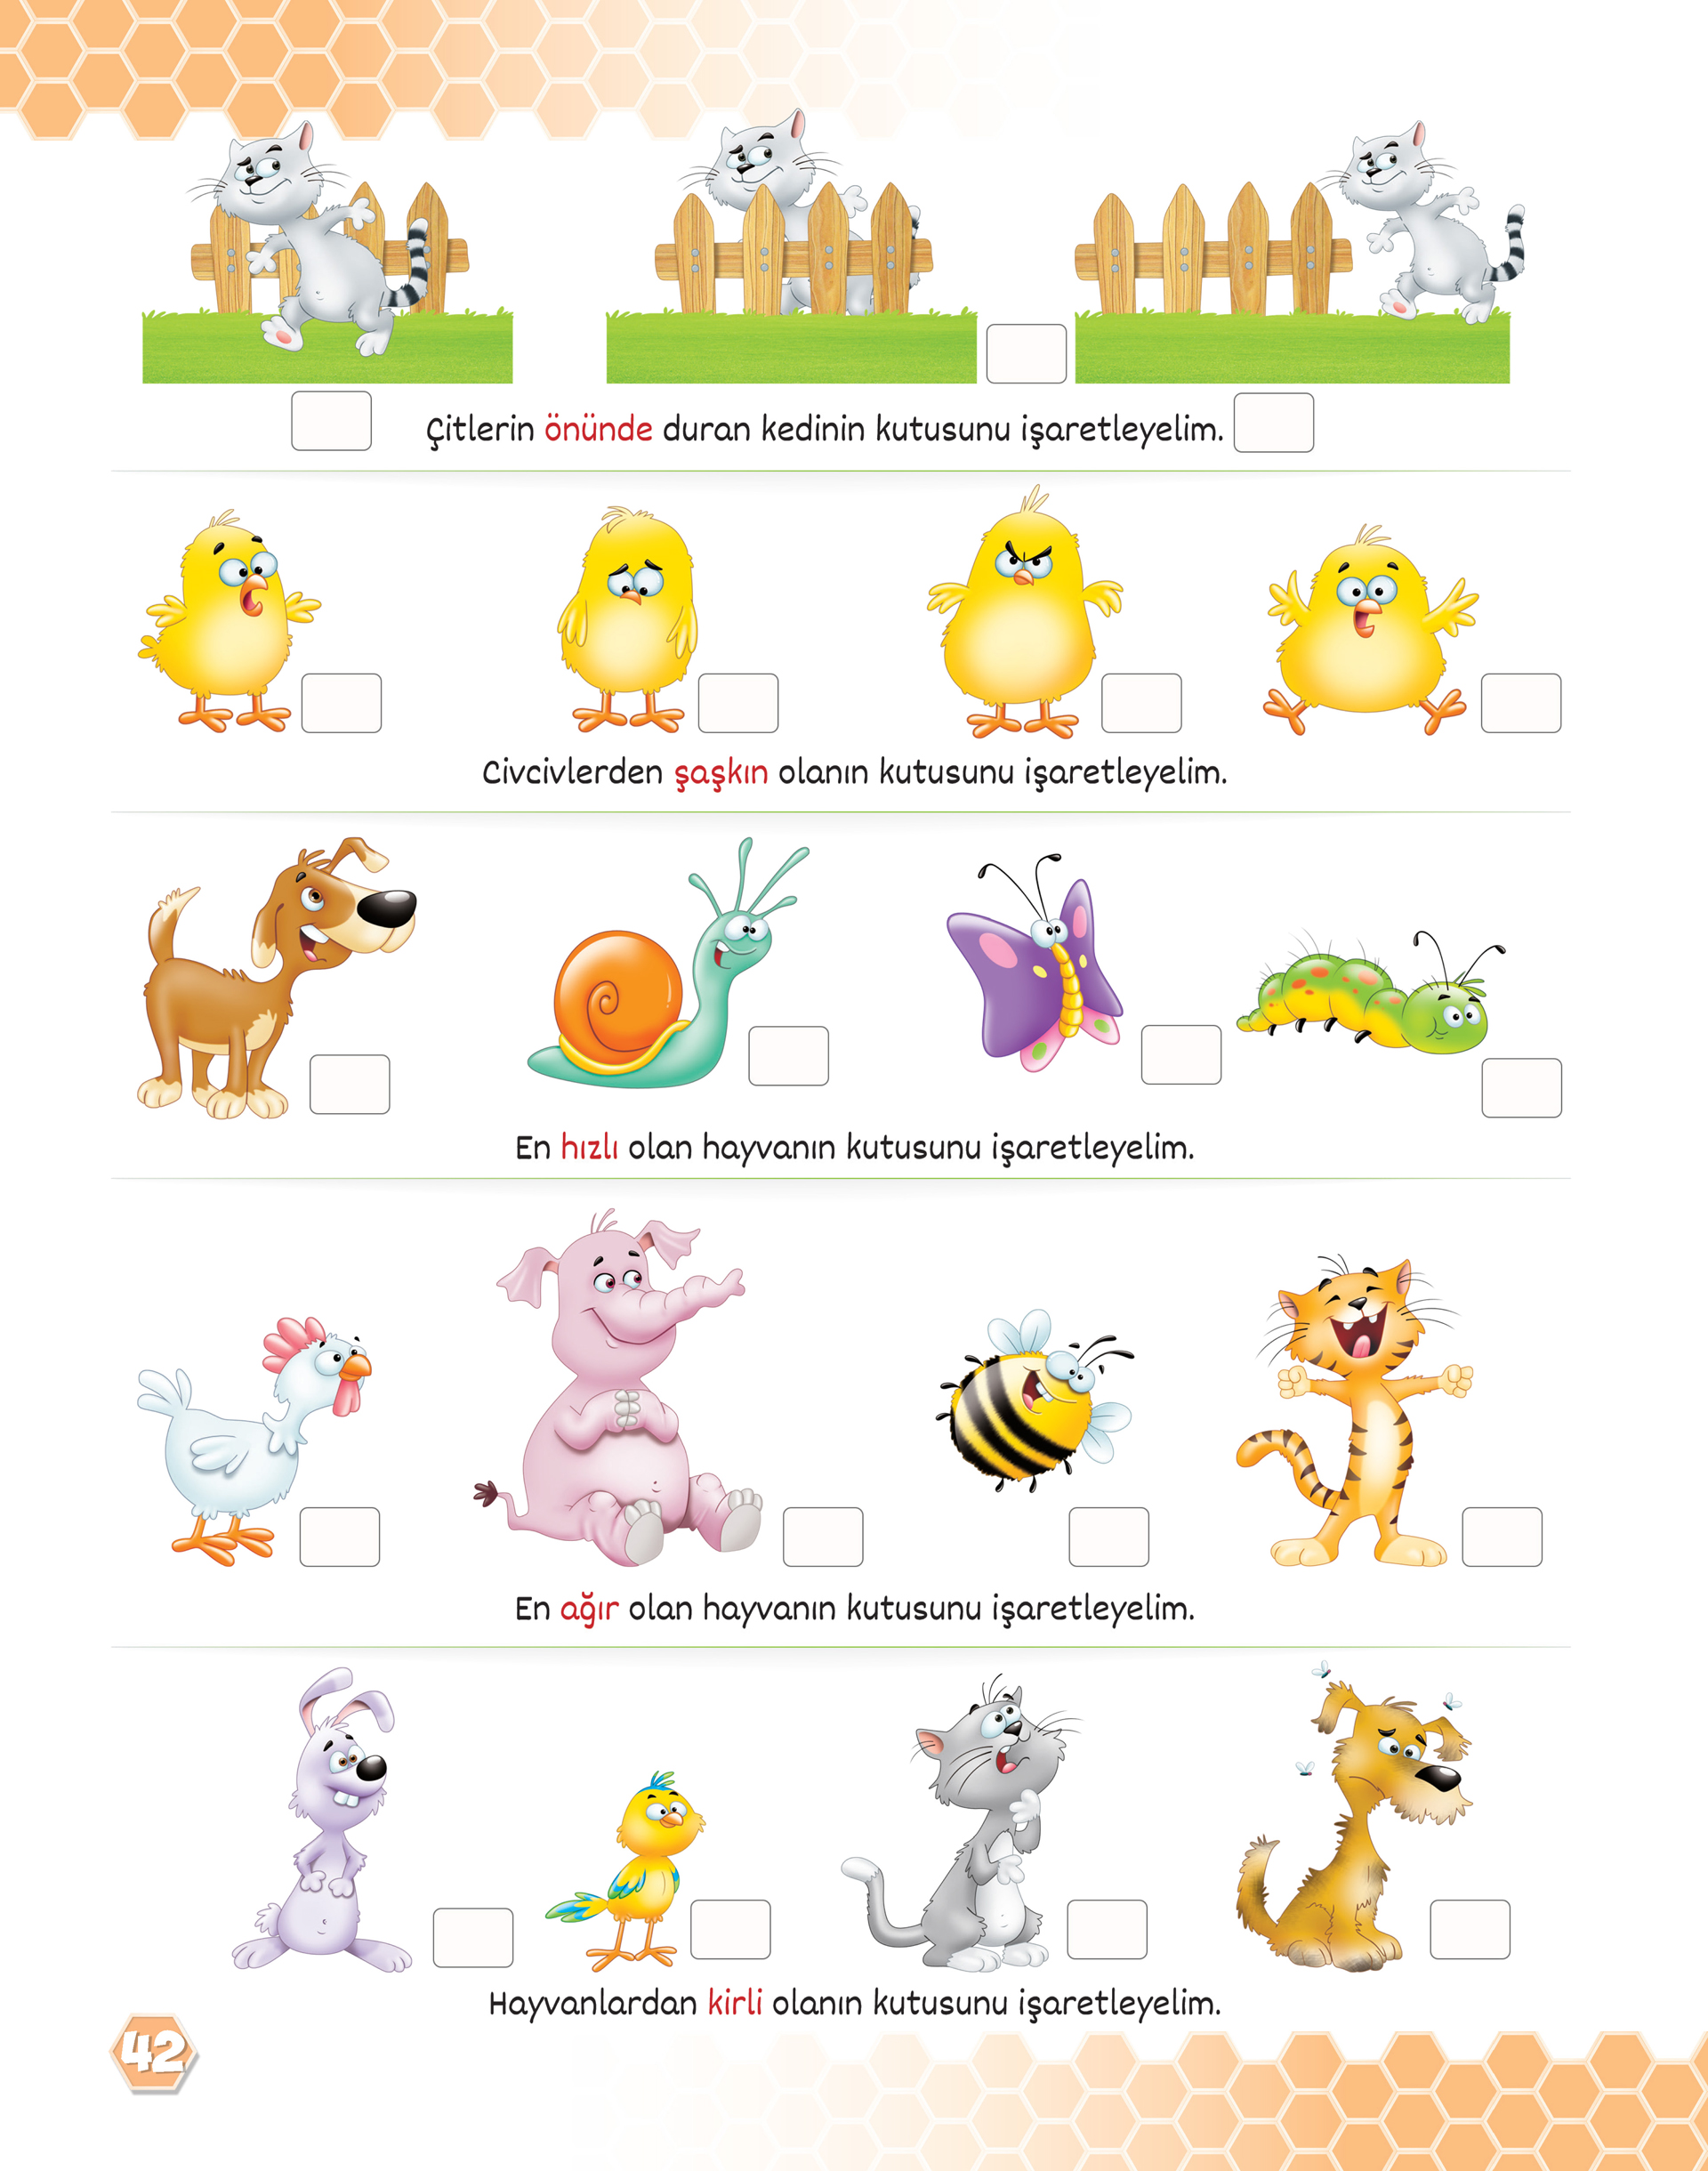 Çitlerin önünde duran kedinin kutusunu işaretleyelim.
Civcivlerden şaşkın olanın kutusunu işaretleyelim.
En hızlı olan hayvanın kutusunu işaretleyelim.
En ağır olan hayvanın kutusunu işaretleyelim.
Hayvanlardan kirli olanın kutusunu işaretleyelim.
42